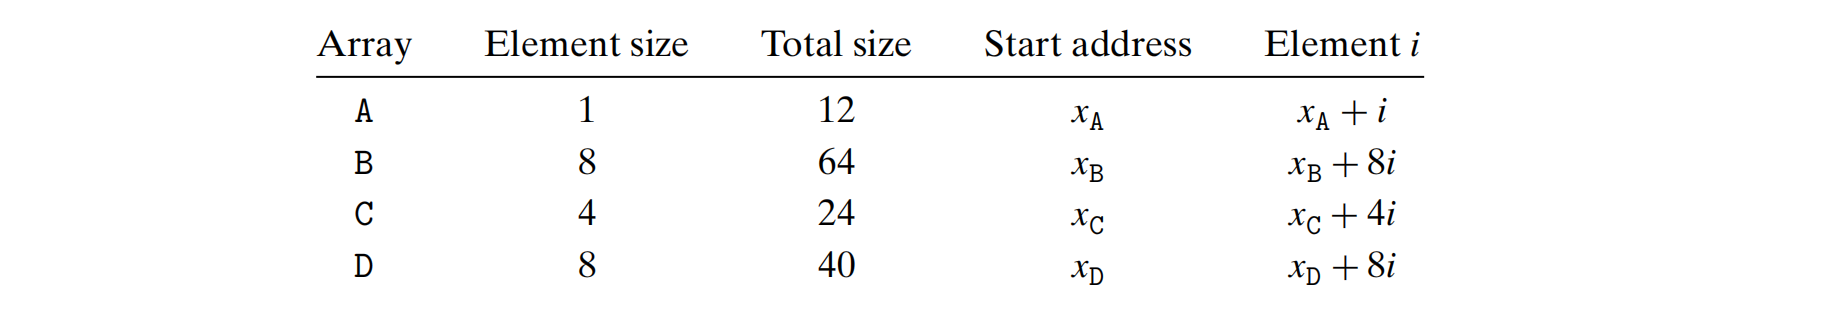 Array Element size Total size Start address Element i
A 1 12 x_A x_A + i
B 8 64 x_B x_B + 8i
C 4 24 x_C x_C + 4i
D 8 40 x_D x_D + 8i